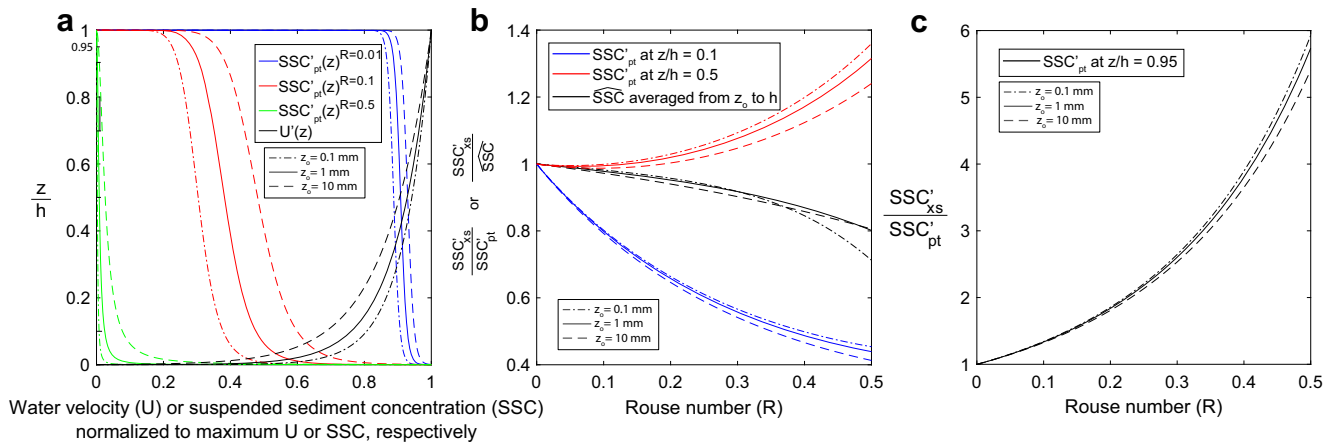 a
1
0.95
0.8
0.6
0.4
0.2
0
z
h
SSC'pt(z)R=0.01
SSC'pt(z)R=0.1
SSC'pt(z)R=0.5
U'(z)
zo= 0.1 mm
zo= 1 mm
zo= 10 mm
0 0.2 0.4 0.6 0.8 1
Water velocity (U) or suspended sediment concentration (SSC)
normalized to maximum U or SSC, respectively
b
1.4
1.2
1.0
0.8
0.6
0.4
SSC'xs
SSC'pt
or
SSC'xs
SSC
SSC'pt at z/h = 0.1
SSC'pt at z/h = 0.5
SSC averaged from zo to h
zo= 0.1 mm
zo= 1 mm
zo= 10 mm
0 0.1 0.2 0.3 0.4 0.5
Rouse number (R)
c
6
5
4
3
2
1
SSC'xs
SSC'pt
SSC'pt at z/h = 0.95
zo= 0.1 mm
zo= 1 mm
zo= 10 mm
0 0.1 0.2 0.3 0.4 0.5
Rouse number (R)